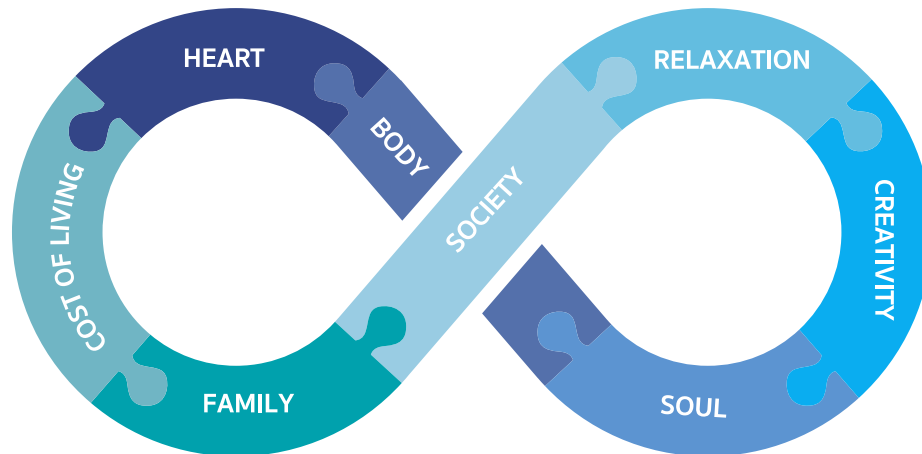 HEART
RELAXATION
BODY
SOCIETY
COST OF LIVING
CREATIVITY
FAMILY
SOUL